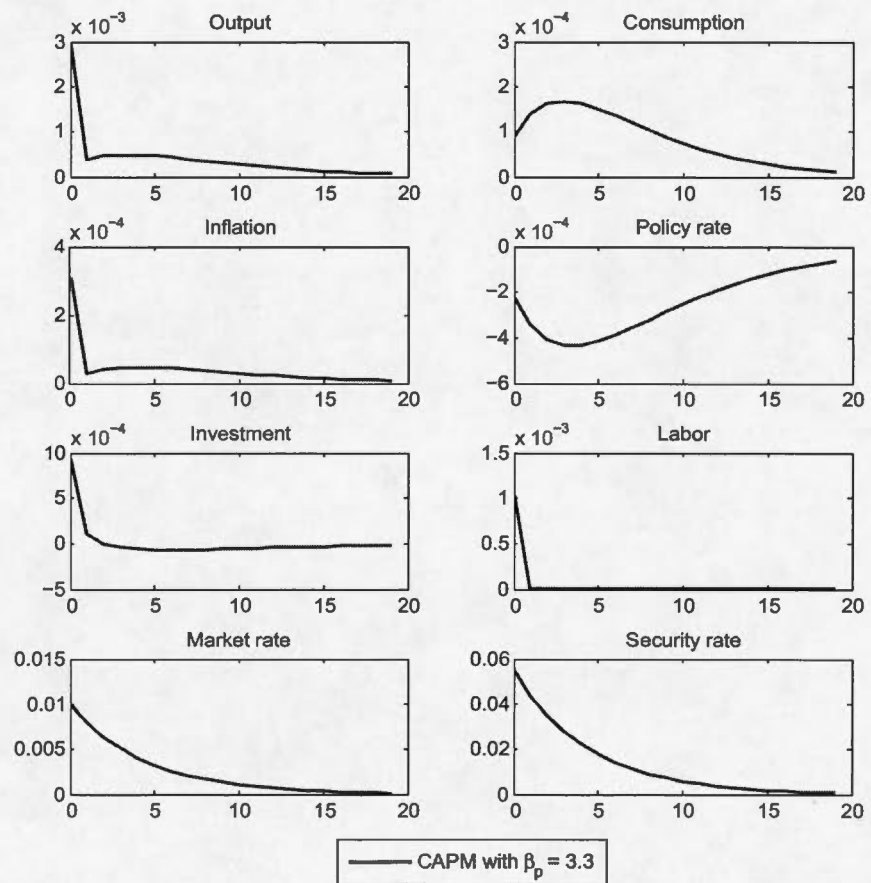 Output
x 10⁻³
3
2
1
0
0 5 10 15 20
Consumption
x 10⁻⁴
3
2
1
0
0 5 10 15 20
Inflation
x 10⁻⁴
4
2
0
0 5 10 15 20
Policy rate
x 10⁻⁴
0
−2
−4
−6
0 5 10 15 20
Investment
x 10⁻⁴
10
5
0
−5
0 5 10 15 20
Labor
x 10⁻³
1.5
1
0.5
0
0 5 10 15 20
Market rate
0.015
0.01
0.005
0
0 5 10 15 20
Security rate
0.06
0.04
0.02
0
0 5 10 15 20
CAPM with βp = 3.3